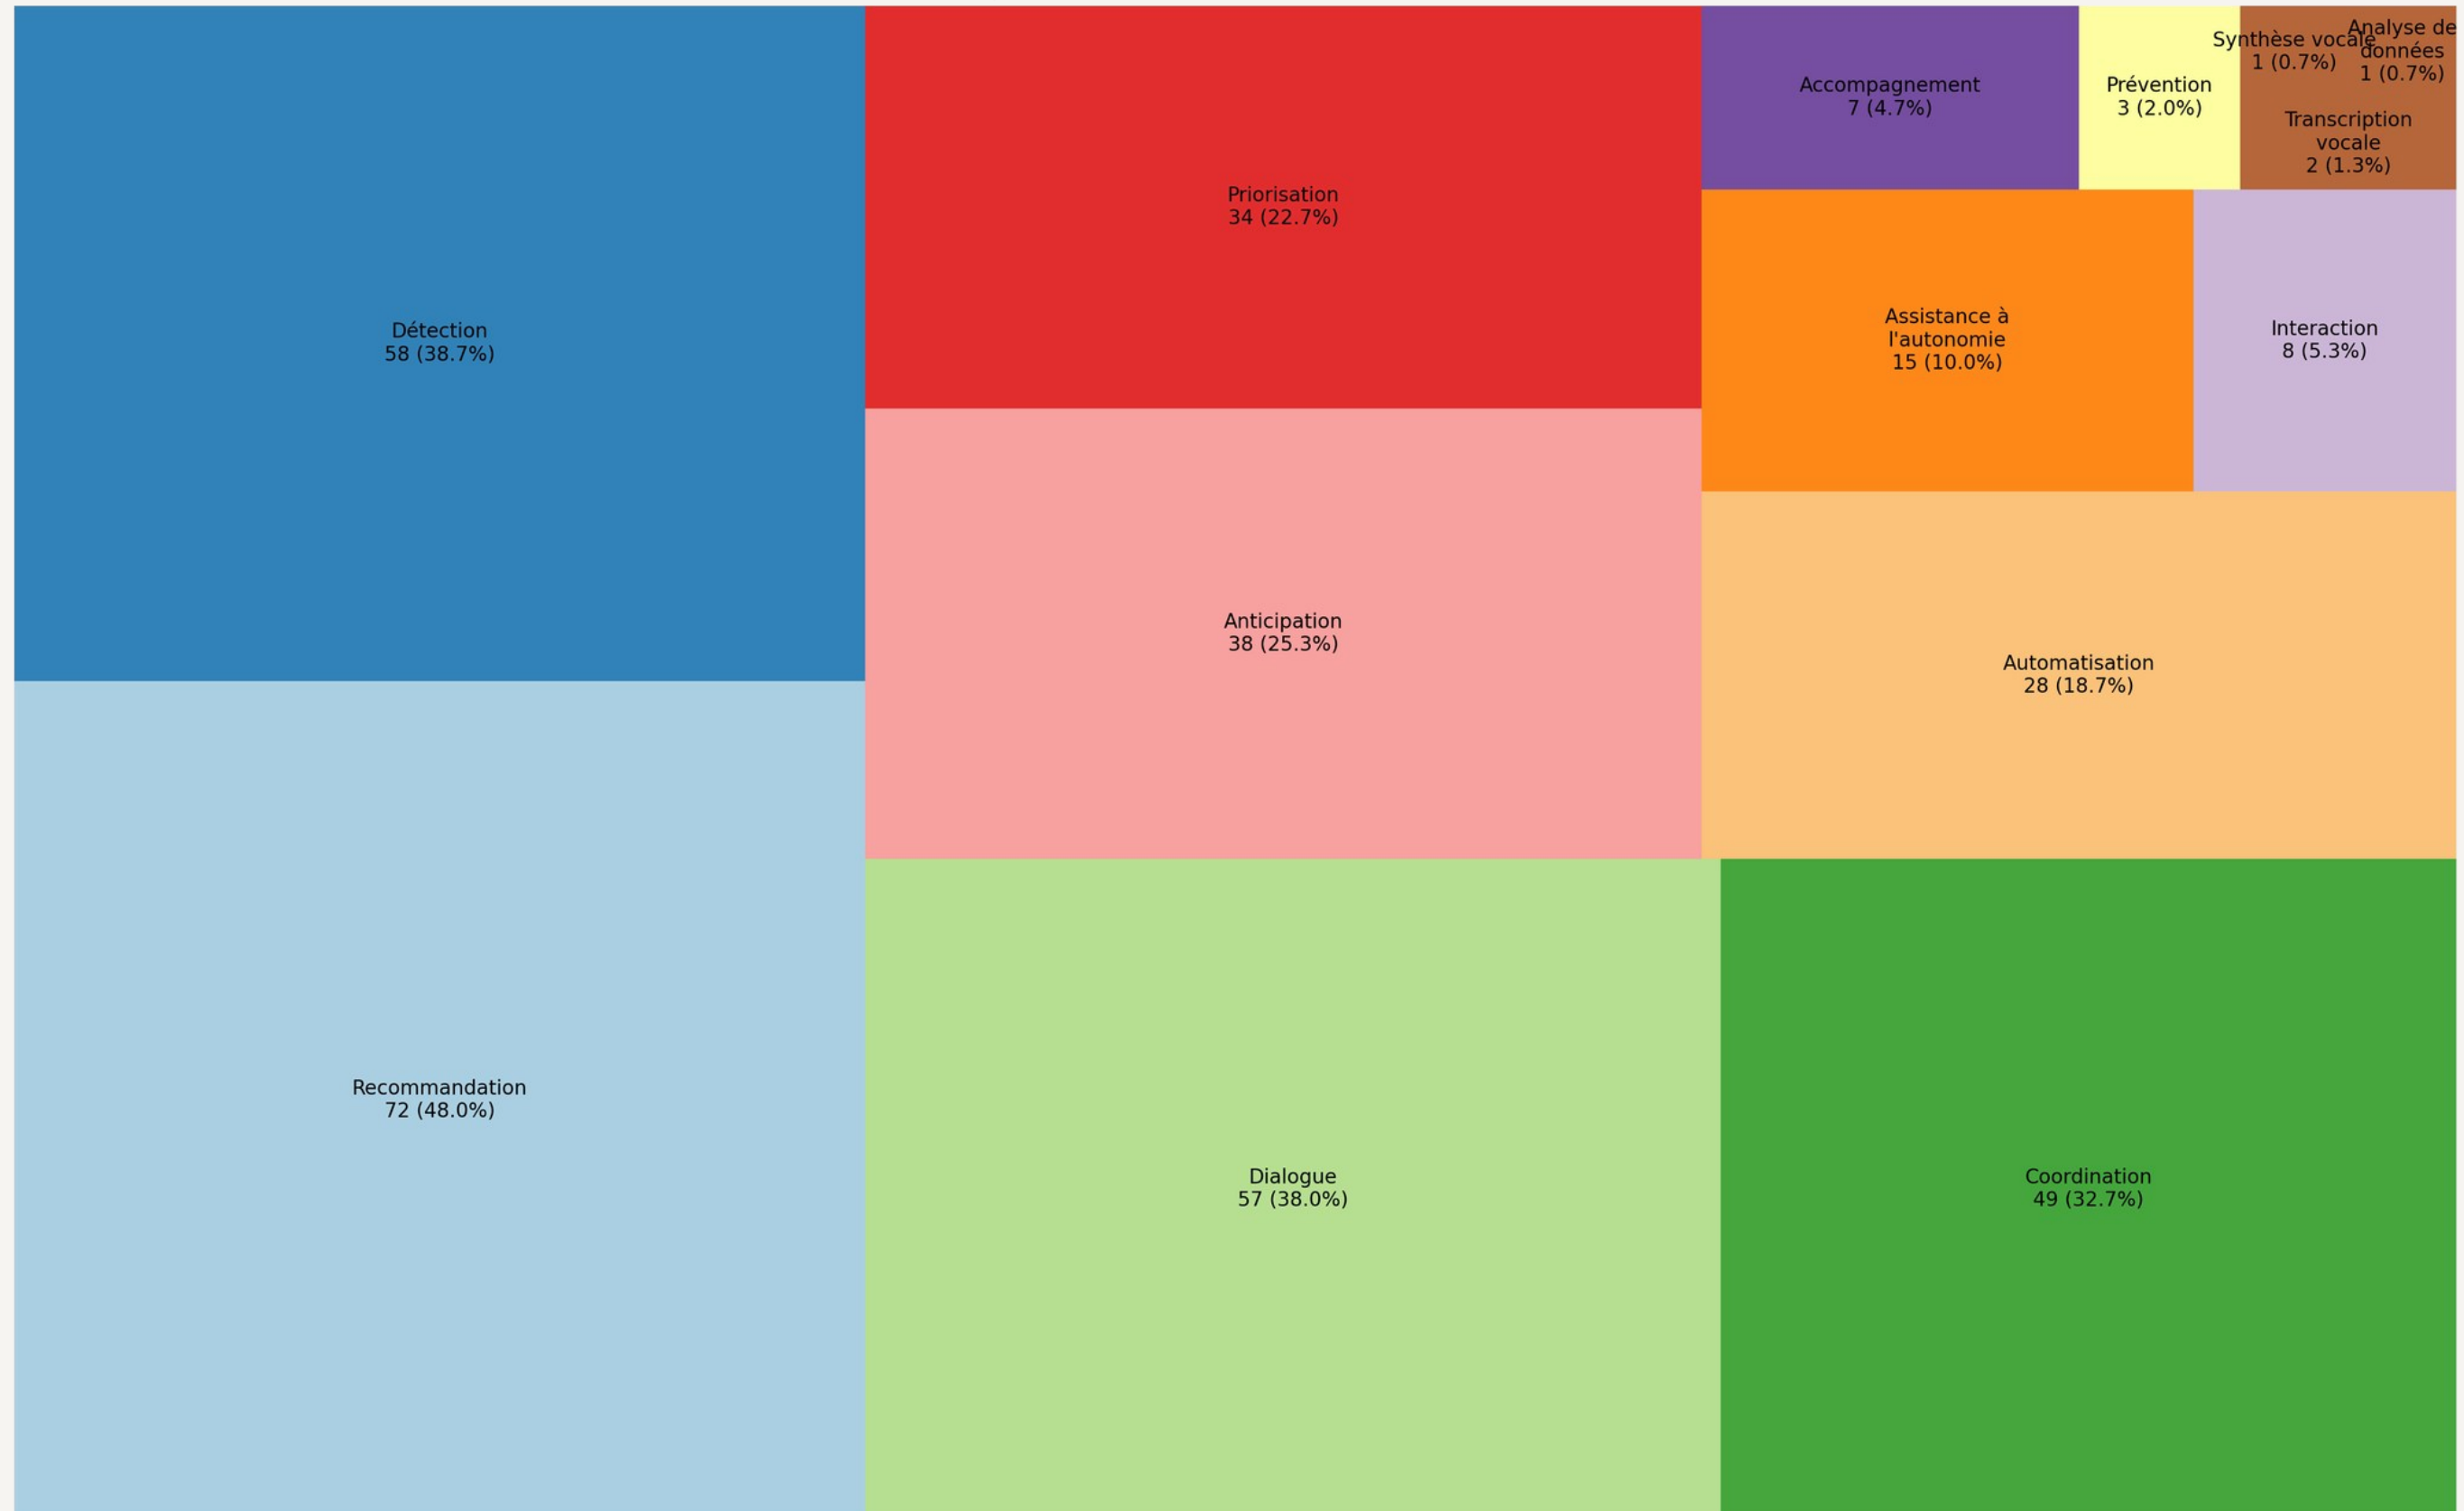 Détection
58 (38.7%)
Recommandation
72 (48.0%)
Priorisation
34 (22.7%)
Anticipation
38 (25.3%)
Dialogue
57 (38.0%)
Coordination
49 (32.7%)
Automatisation
28 (18.7%)
Assistance à
l'autonomie
15 (10.0%)
Interaction
8 (5.3%)
Accompagnement
7 (4.7%)
Prévention
3 (2.0%)
Synthèse vocale
1 (0.7%)
Analyse de
données
1 (0.7%)
Transcription
vocale
2 (1.3%)